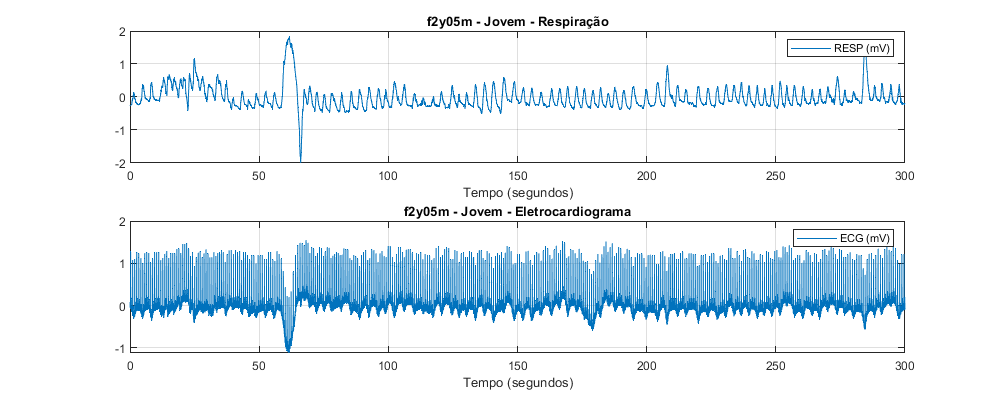 f2y05m - Jovem - Respiração
2
1
0
-1
-2
RESP (mV)
0 50 100 150 200 250 300
Tempo (segundos)
f2y05m - Jovem - Eletrocardiograma
2
1
0
-1
ECG (mV)
0 50 100 150 200 250 300
Tempo (segundos)